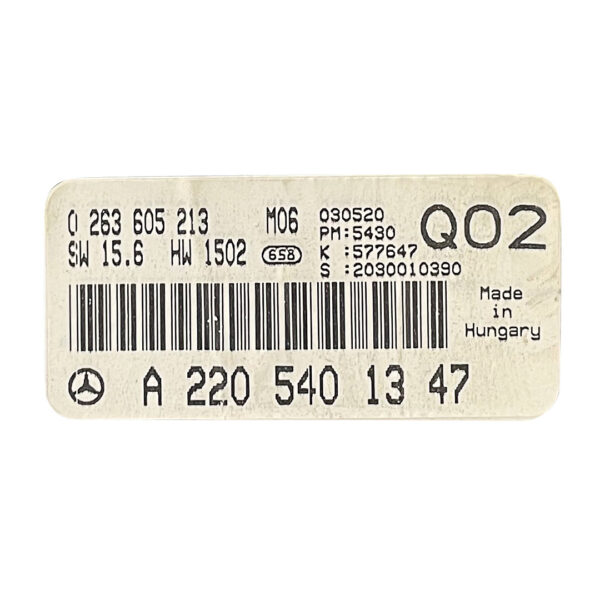 0 263 605 213 M06
SW 15.6 HW 1502 658
030520
PM:5430
K :577647
S :2030010390
Q02
Made
in
Hungary
A 220 540 13 47